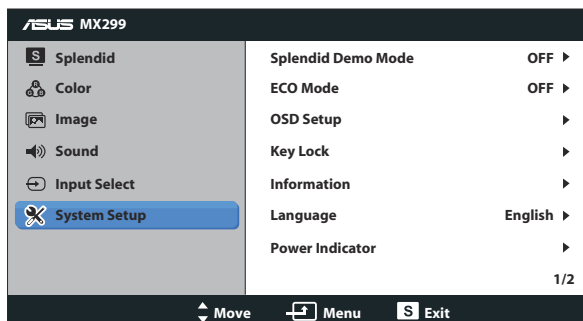 ASUS MX299
S Splendid
Color
Image
Sound
Input Select
System Setup
Splendid Demo Mode OFF
ECO Mode OFF
OSD Setup
Key Lock
Information
Language English
Power Indicator
1/2
Move Menu S Exit